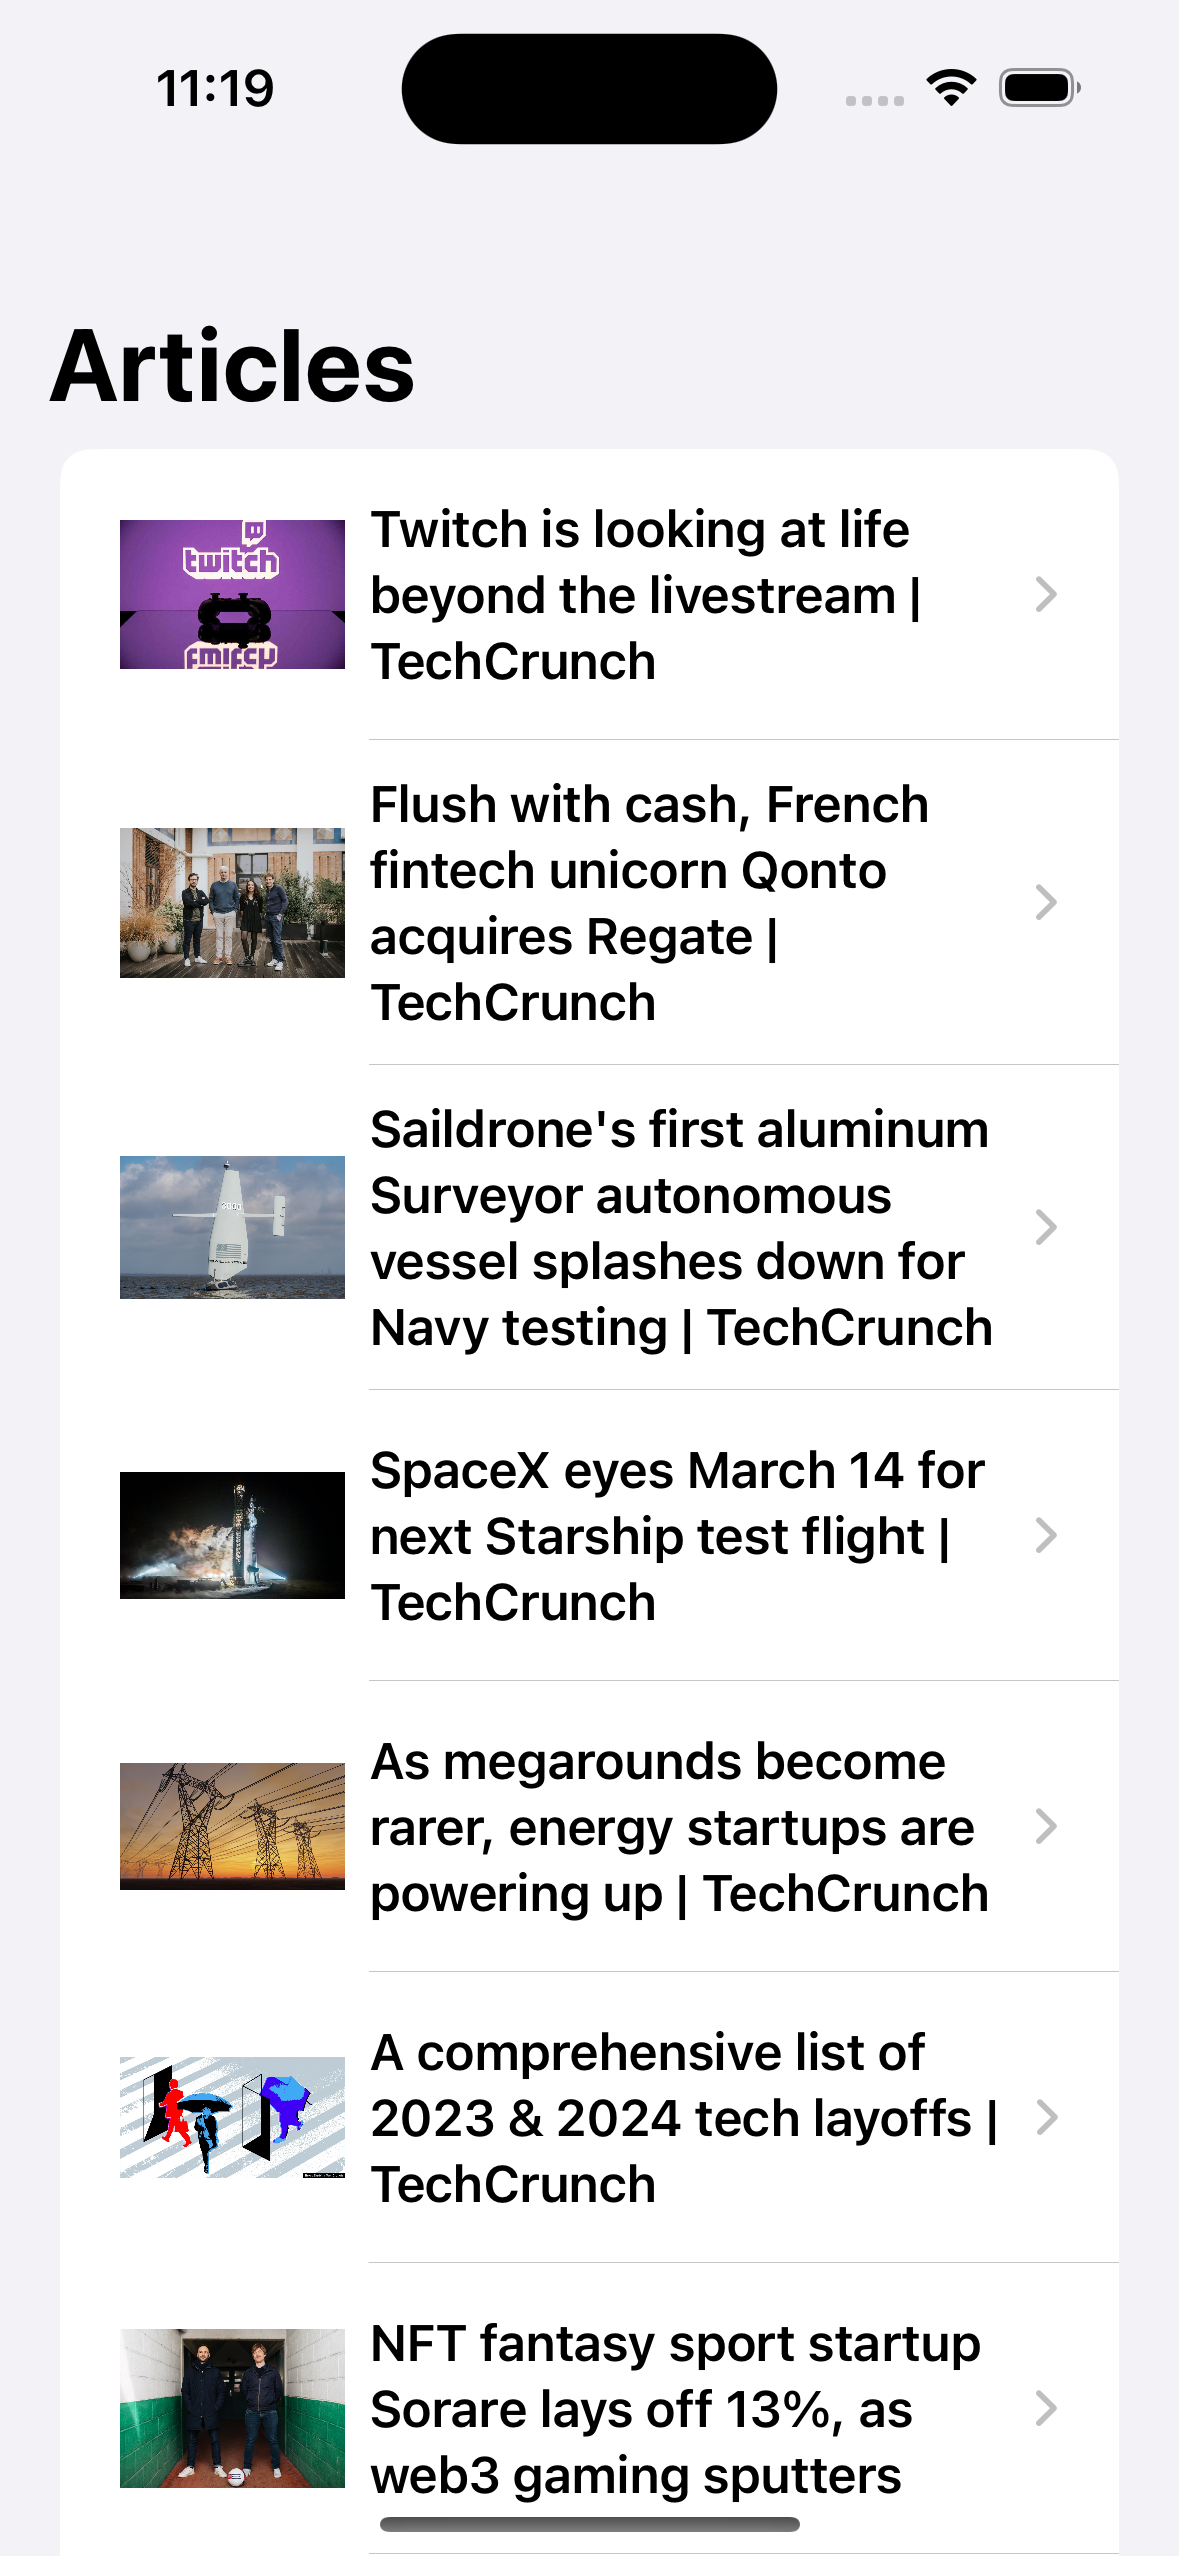 11:19
Articles
twitch
Twitch is looking at life
beyond the livestream |
TechCrunch
Flush with cash, French
fintech unicorn Qonto
acquires Regate |
TechCrunch
Saildrone's first aluminum
Surveyor autonomous
vessel splashes down for
Navy testing | TechCrunch
SpaceX eyes March 14 for
next Starship test flight |
TechCrunch
As megarounds become
rarer, energy startups are
powering up | TechCrunch
A comprehensive list of
2023 & 2024 tech layoffs |
TechCrunch
NFT fantasy sport startup
Sorare lays off 13%, as
web3 gaming sputters